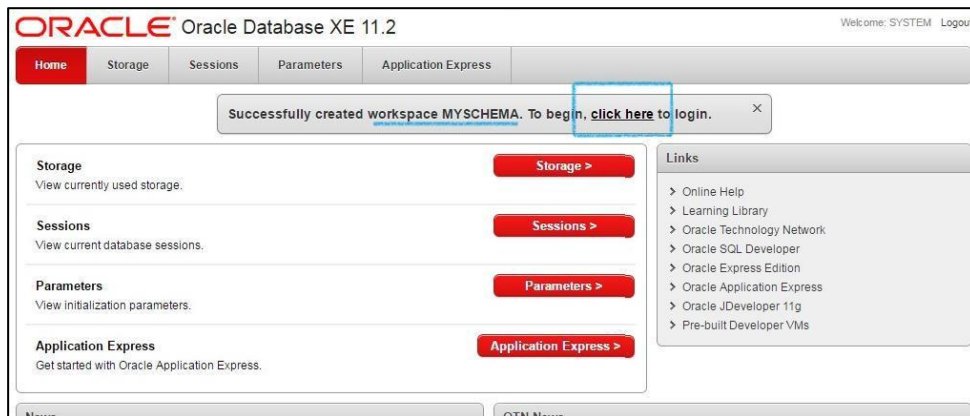 ORACLE Oracle Database XE 11.2
Welcome: SYSTEM Logout
Home Storage Sessions Parameters Application Express
Successfully created workspace MYSCHEMA. To begin, click here to login. ×
Storage
View currently used storage.
Storage >
Sessions
View current database sessions.
Sessions >
Parameters
View initialization parameters.
Parameters >
Application Express
Get started with Oracle Application Express.
Application Express >
Links
> Online Help
> Learning Library
> Oracle Technology Network
> Oracle SQL Developer
> Oracle Express Edition
> Oracle Application Express
> Oracle JDeveloper 11g
> Pre-built Developer VMs
News
OTN News